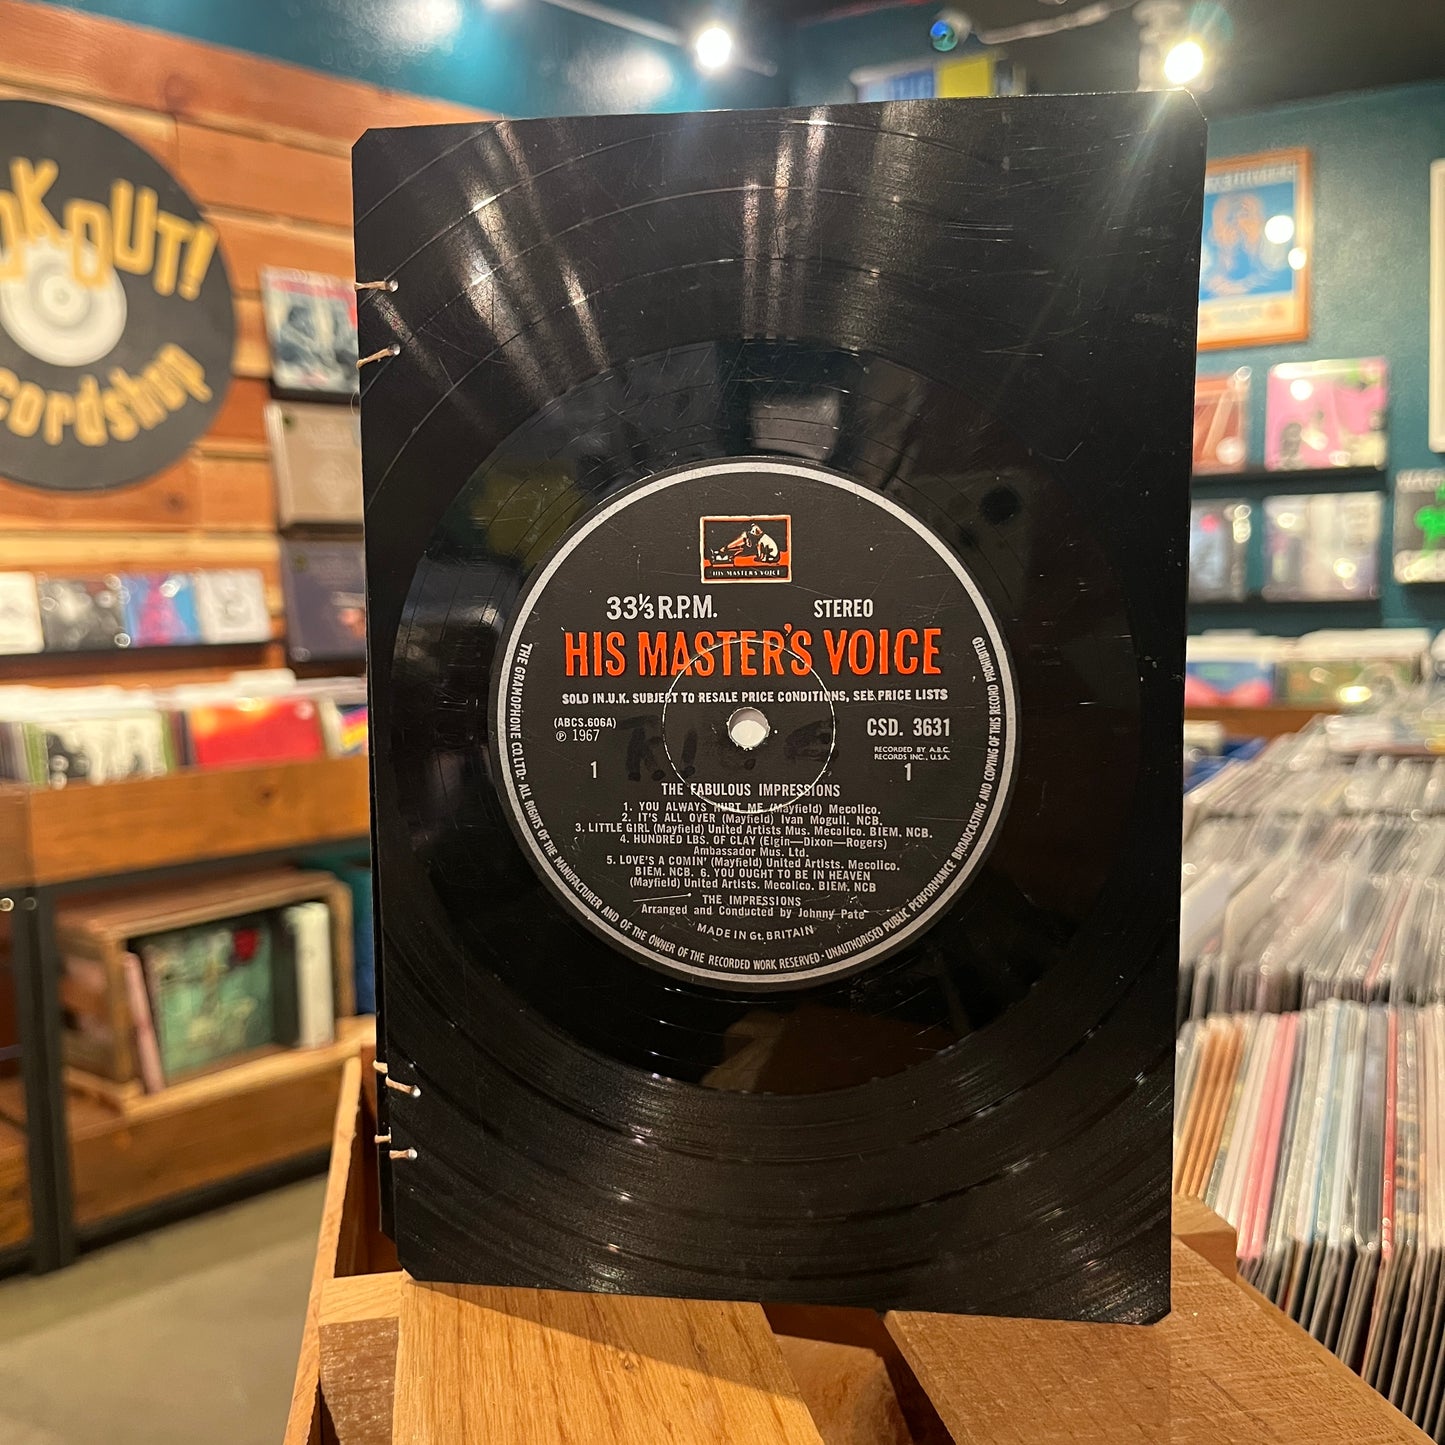 OK OUT!
cordshop
HIS MASTER'S VOICE
33⅓ R.P.M. STEREO
HIS MASTER'S VOICE
SOLD IN U.K. SUBJECT TO RESALE PRICE CONDITIONS, SEE PRICE LISTS
(ABCS.606A) CSD. 3631
℗ 1967
RECORDED BY A.B.C.
RECORDS INC., U.S.A.
1 1
THE FABULOUS IMPRESSIONS
1. YOU ALWAYS HURT ME (Mayfield) Mecolico.
2. IT'S ALL OVER (Mayfield) Ivan Mogull. NCB.
3. LITTLE GIRL (Mayfield) United Artists Mus. Mecolico. BIEM. NCB.
4. HUNDRED LBS. OF CLAY (Elgin—Dixon—Rogers)
Ambassador Mus. Ltd.
5. LOVE'S A COMIN' (Mayfield) United Artists. Mecolico.
BIEM. NCB. 6. YOU OUGHT TO BE IN HEAVEN
(Mayfield) United Artists. Mecolico. BIEM. NCB
THE IMPRESSIONS
Arranged and Conducted by Johnny Pate
MADE IN Gt. BRITAIN
THE GRAMOPHONE CO. LTD. · ALL RIGHTS OF THE MANUFACTURER AND OF THE OWNER OF THE RECORDED WORK RESERVED · UNAUTHORISED PUBLIC PERFORMANCE BROADCASTING AND COPYING OF THIS RECORD PROHIBITED